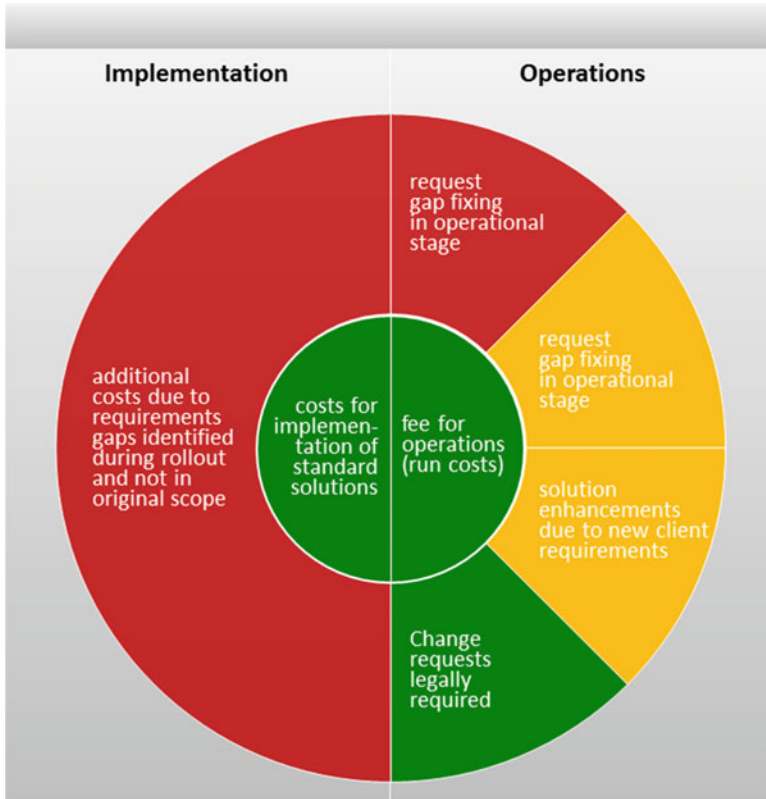 Implementation
Operations
request
gap fixing
in operational
stage
request
gap fixing
in operational
stage
additional
costs due to
requirements
gaps identified
during rollout
and not in
original scope
costs for
implemen-
tation of
standard
solutions
fee for
operations
(run costs)
solution
enhancements
due to new client
requirements
Change
requests
legally
required